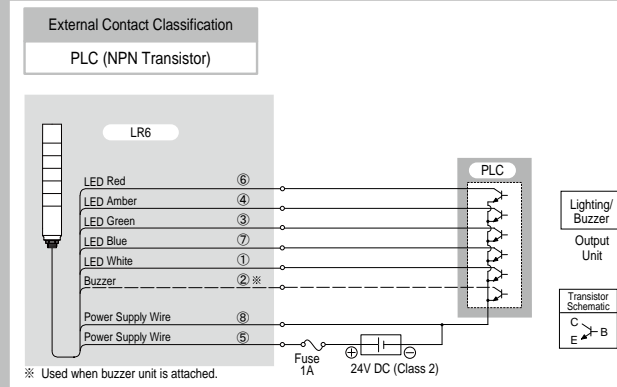 External Contact Classification
PLC (NPN Transistor)
LR6
PLC
LED Red ⑥
LED Amber ④
LED Green ③
LED Blue ⑦
LED White ①
Buzzer ②※
Power Supply Wire ⑧
Power Supply Wire ⑤
Fuse
1A
⊕ ⊖
24V DC (Class 2)
※ Used when buzzer unit is attached.
Lighting/
Buzzer
Output
Unit
Transistor
Schematic
C
B
E